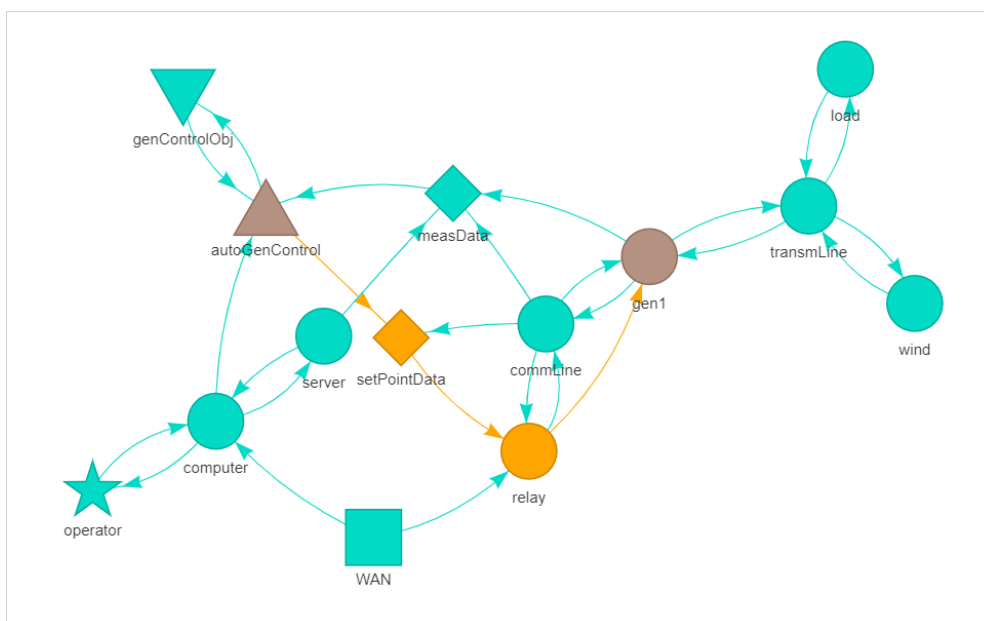 load
genControlObj
autoGenControl
measData
transmLine
gen1
wind
commLine
setPointData
server
computer
relay
operator
WAN